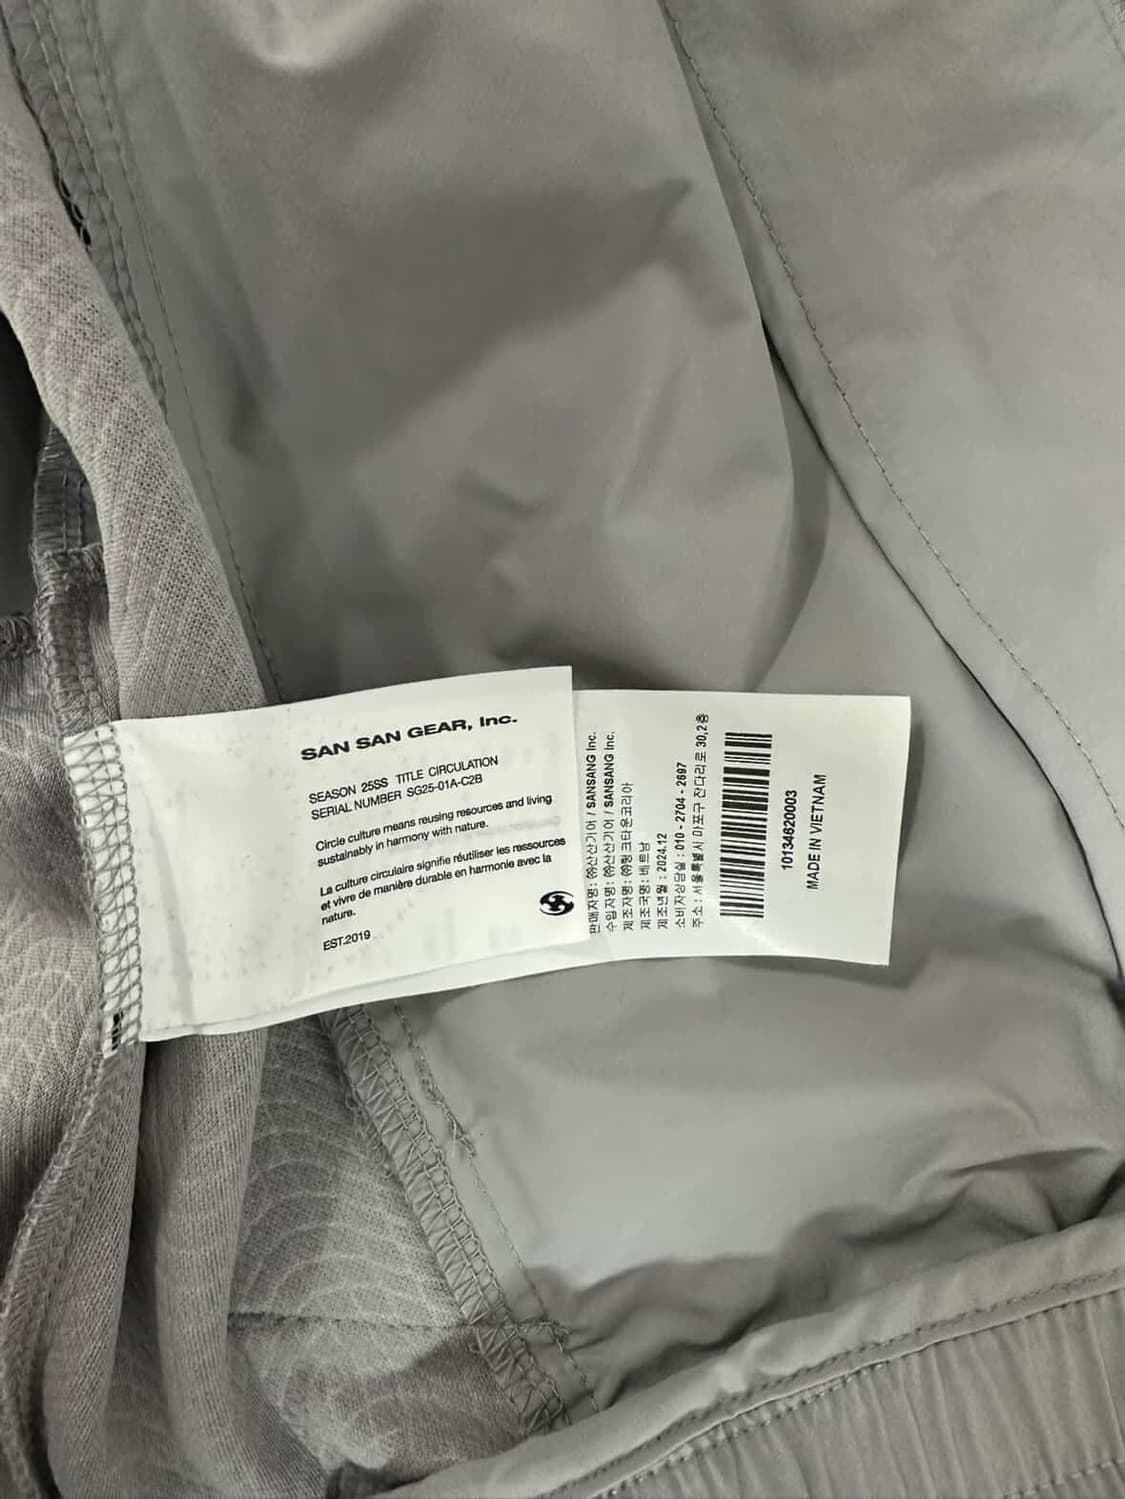 SAN SAN GEAR, Inc.
SEASON 25SS TITLE CIRCULATION
SERIAL NUMBER SG25-01A-C2B
Circle culture means reusing resources and living
sustainably in harmony with nature.
La culture circulaire signifie réutiliser les ressources
et vivre de manière durable en harmonie avec la
nature.
EST.2019
판매자명 : ㈜산산기어 / SANSANG Inc.
수입자명 : ㈜산산기어 / SANSANG Inc.
제조자명 : ㈜링크타운코리아
제조국명 : 베트남
제조년월 : 2024.12
소비자상담실 : 010 - 2704 - 2697
주소 : 서울특별시 마포구 잔다리로 30,2층
10134620003
MADE IN VIETNAM